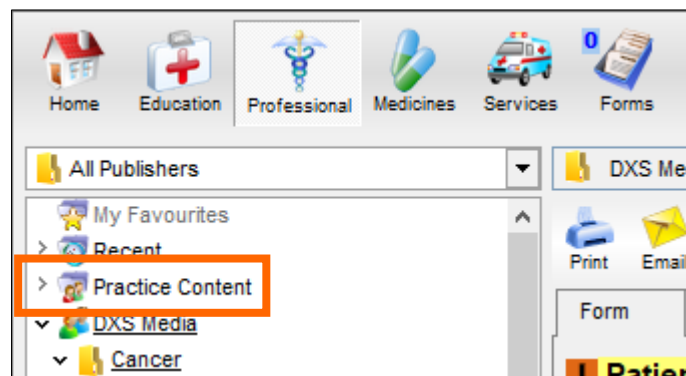 0
Home Education Professional Medicines Services Forms
All Publishers
DXS Me
My Favourites
Recent
Practice Content
Print Email
DXS Media
Form
Cancer
! Patien